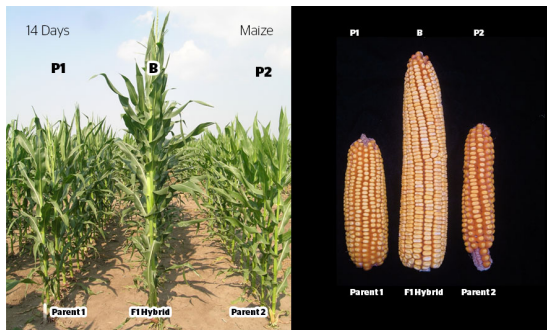 14 Days
Maize
P1
B
P2
Parent 1
F1 Hybrid
Parent 2
P1
B
P2
Parent 1
F1 Hybrid
Parent 2